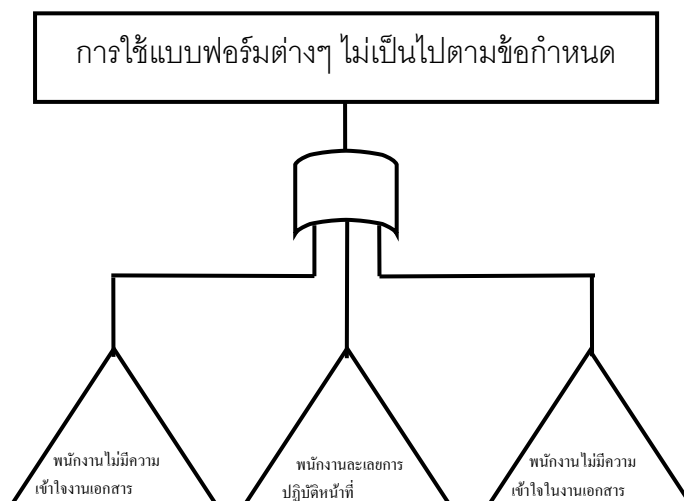 การใช้แบบฟอร์มต่างๆ ไม่เป็นไปตามข้อกำหนด
พนักงานไม่มีความ
เข้าใจงานเอกสาร
พนักงานละเลยการ
ปฏิบัติหน้าที่
พนักงานไม่มีความ
เข้าใจในงานเอกสาร